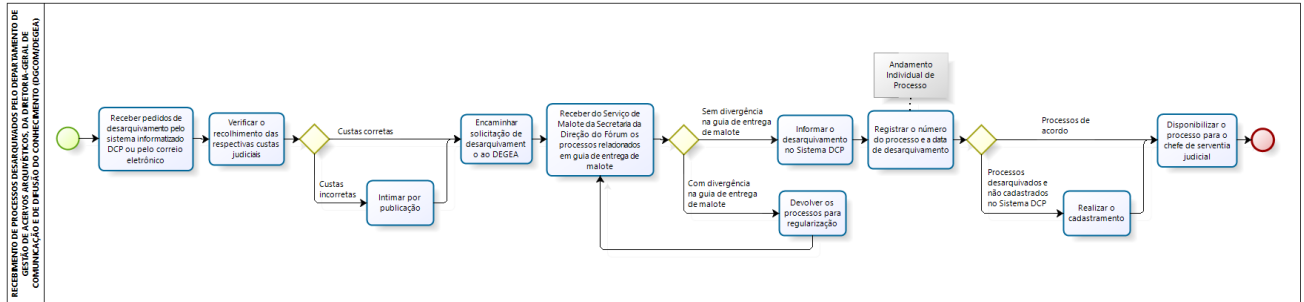 RECEBIMENTO DE PROCESSOS DESARQUIVADOS PELO DEPARTAMENTO DE
GESTÃO DE ACERVOS ARQUIVÍSTICOS, DA DIRETORIA-GERAL DE
COMUNICAÇÃO E DE DIFUSÃO DO CONHECIMENTO (DGCOM/DEGEA)
Receber pedidos de
desarquivamento pelo
sistema informatizado
DCP ou pelo correio
eletrônico
Verificar o
recolhimento das
respectivas custas
judiciais
Custas corretas
Custas
incorretas
Intimar por
publicação
Encaminhar
solicitação de
desarquivame
nto ao DEGEA
Receber do Serviço de
Malote da Secretaria da
Direção do Fórum os
processos relacionados
em guia de entrega de
malote
Sem divergência
na guia de entrega
de malote
Com divergência
na guia de entrega
de malote
Informar o
desarquivamento
no Sistema DCP
Devolver os
processos para
regularização
Andamento
Individual de
Processo
Registrar o número
do processo e a data
de desarquivamento
Processos de
acordo
Processos
desarquivados e
não cadastrados
no Sistema DCP
Realizar o
cadastramento
Disponibilizar o
processo para o
chefe de serventia
judicial